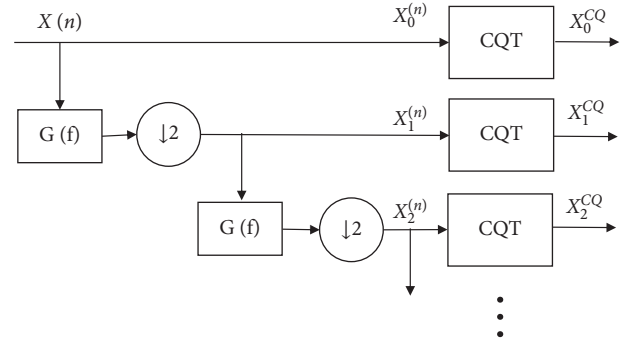 X (n)
X_0^{(n)}
CQT
X_0^{CQ}
G (f)
↓2
X_1^{(n)}
CQT
X_1^{CQ}
G (f)
↓2
X_2^{(n)}
CQT
X_2^{CQ}